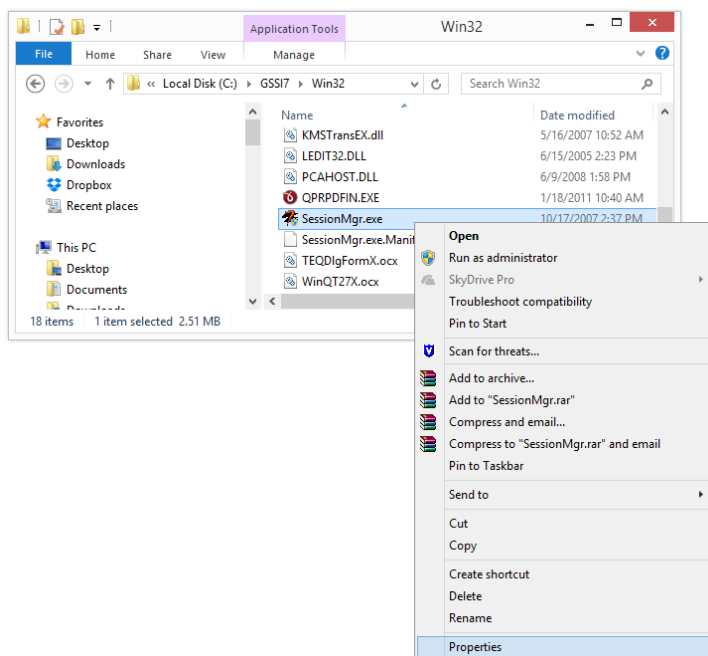 Application Tools
Win32
File
Home
Share
View
Manage
« Local Disk (C:) ▸ GSSI7 ▸ Win32
Search Win32
Favorites
Desktop
Downloads
Dropbox
Recent places
This PC
Desktop
Documents
Name
Date modified
KMSTransEX.dll
5/16/2007 10:52 AM
LEDIT32.DLL
6/15/2005 2:23 PM
PCAHOST.DLL
6/9/2008 1:58 PM
QPRPDFIN.EXE
1/18/2011 10:40 AM
SessionMgr.exe
10/17/2007 2:37 PM
SessionMgr.exe.Manif
TEQDlgFormX.ocx
WinQT27X.ocx
18 items
1 item selected 2.51 MB
Open
Run as administrator
SkyDrive Pro
Troubleshoot compatibility
Pin to Start
Scan for threats...
Add to archive...
Add to "SessionMgr.rar"
Compress and email...
Compress to "SessionMgr.rar" and email
Pin to Taskbar
Send to
Cut
Copy
Create shortcut
Delete
Rename
Properties